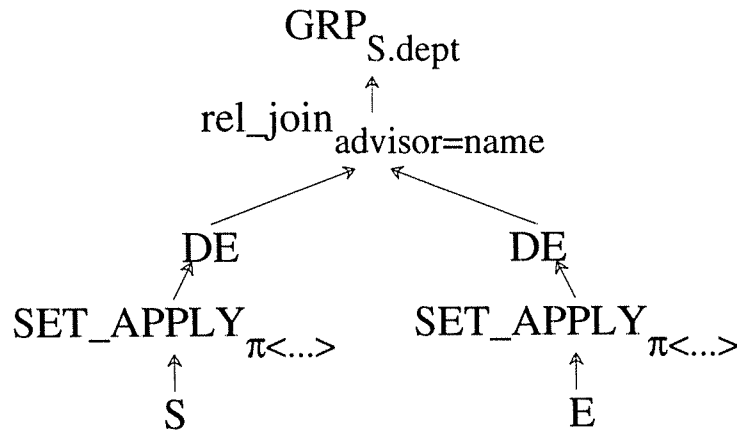 GRP S.dept
rel_join advisor=name
DE DE
SET_APPLY π<...> SET_APPLY π<...>
S E